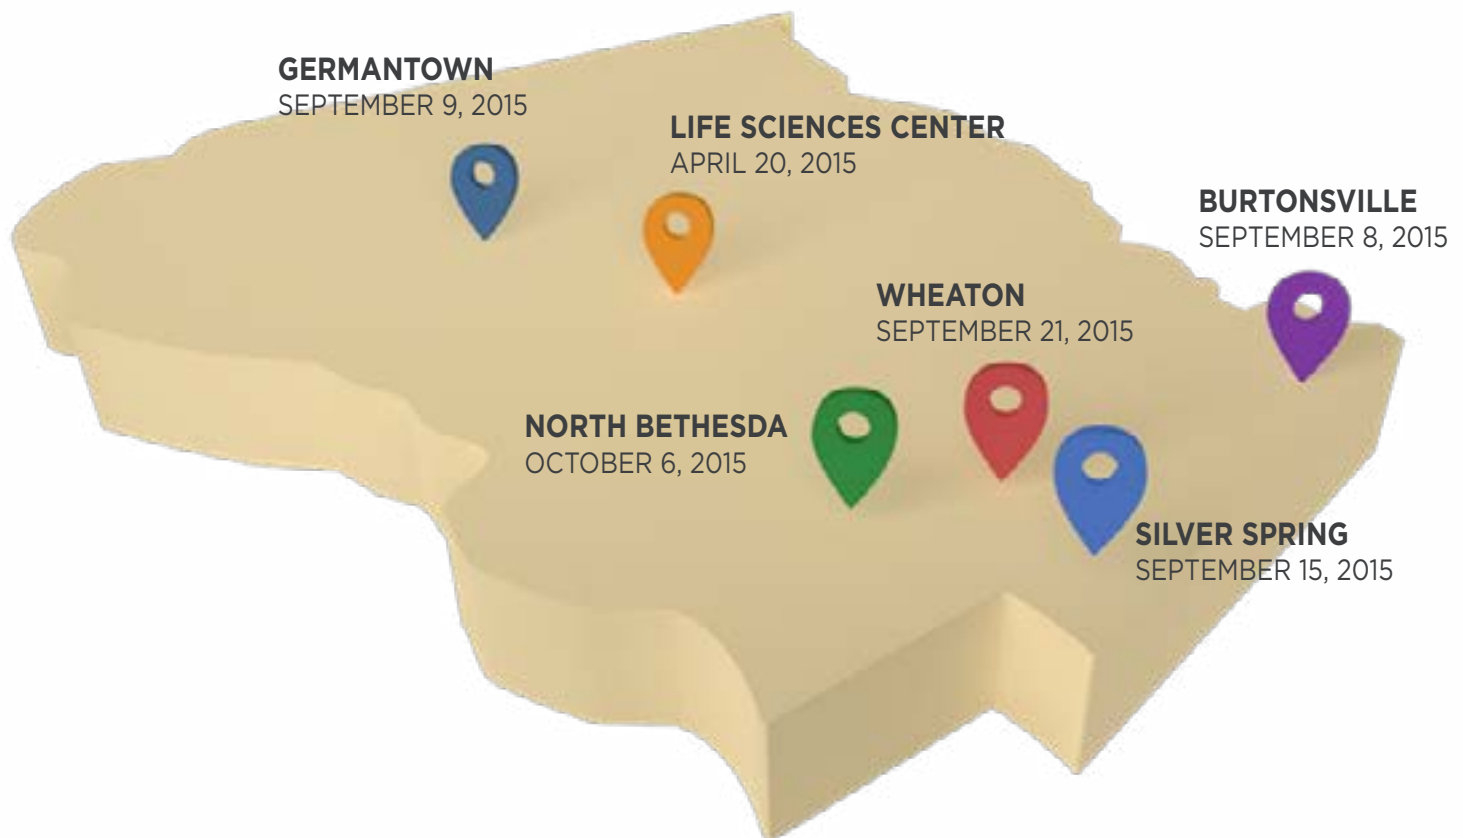 GERMANTOWN
SEPTEMBER 9, 2015
LIFE SCIENCES CENTER
APRIL 20, 2015
BURTONSVILLE
SEPTEMBER 8, 2015
WHEATON
SEPTEMBER 21, 2015
NORTH BETHESDA
OCTOBER 6, 2015
SILVER SPRING
SEPTEMBER 15, 2015